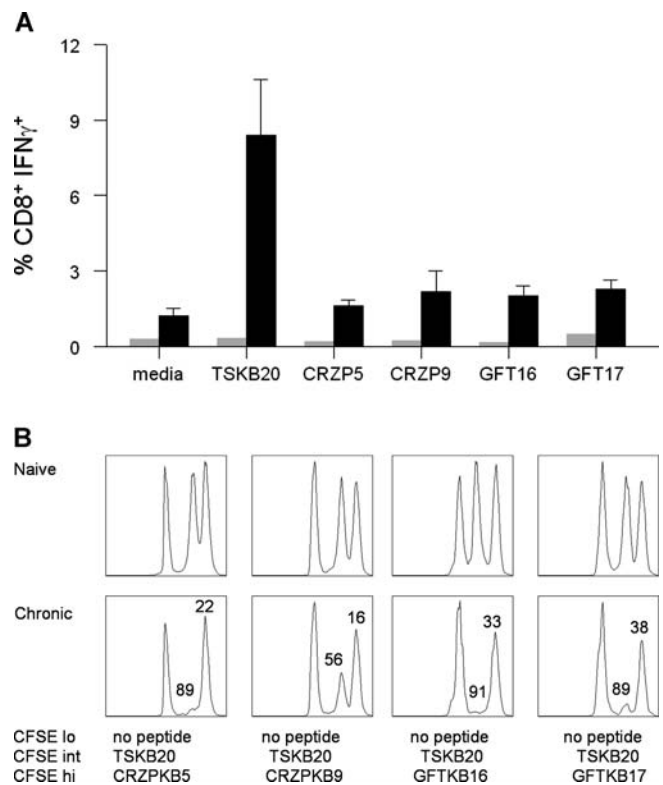 A
12
9
6
3
0
% CD8+ IFNγ+
media TSKB20 CRZP5 CRZP9 GFT16 GFT17
B
Naive
Chronic
22
89
16
56
33
91
38
89
CFSE lo no peptide no peptide no peptide no peptide
CFSE int TSKB20 TSKB20 TSKB20 TSKB20
CFSE hi CRZPKB5 CRZPKB9 GFTKB16 GFTKB17